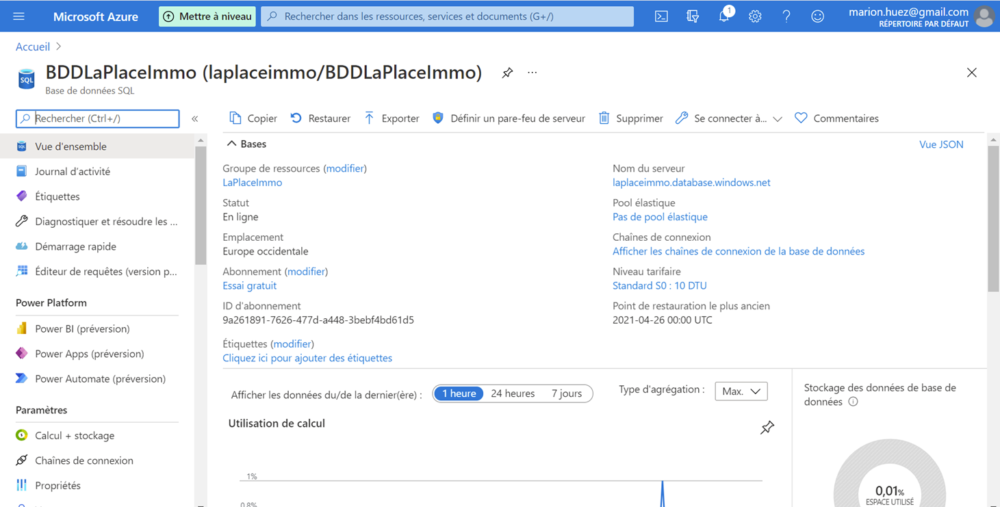 Microsoft Azure
Mettre à niveau
Rechercher dans les ressources, services et documents (G+/)
1
marion.huez@gmail.com
RÉPERTOIRE PAR DÉFAUT
Accueil
BDDLaPlaceImmo (laplaceimmo/BDDLaPlaceImmo)
SQL
Base de données SQL
Rechercher (Ctrl+/)
Copier
Restaurer
Exporter
Définir un pare-feu de serveur
Supprimer
Se connecter à...
Commentaires
Vue d'ensemble
Journal d'activité
Étiquettes
Diagnostiquer et résoudre les ...
Démarrage rapide
Éditeur de requêtes (version p...
Power Platform
Power BI (préversion)
Power Apps (préversion)
Power Automate (préversion)
Paramètres
Calcul + stockage
Chaînes de connexion
Propriétés
Bases
Vue JSON
Groupe de ressources (modifier)
LaPlaceImmo
Statut
En ligne
Emplacement
Europe occidentale
Abonnement (modifier)
Essai gratuit
ID d'abonnement
9a261891-7626-477d-a448-3bebf4bd61d5
Étiquettes (modifier)
Cliquez ici pour ajouter des étiquettes
Nom du serveur
laplaceimmo.database.windows.net
Pool élastique
Pas de pool élastique
Chaînes de connexion
Afficher les chaînes de connexion de la base de données
Niveau tarifaire
Standard S0 : 10 DTU
Point de restauration le plus ancien
2021-04-26 00:00 UTC
Afficher les données du/de la dernier(ère) :
1 heure
24 heures
7 jours
Type d'agrégation :
Max.
Utilisation de calcul
1%
0.8%
Stockage des données de base de
données
0,01%
ESPACE UTILISÉ